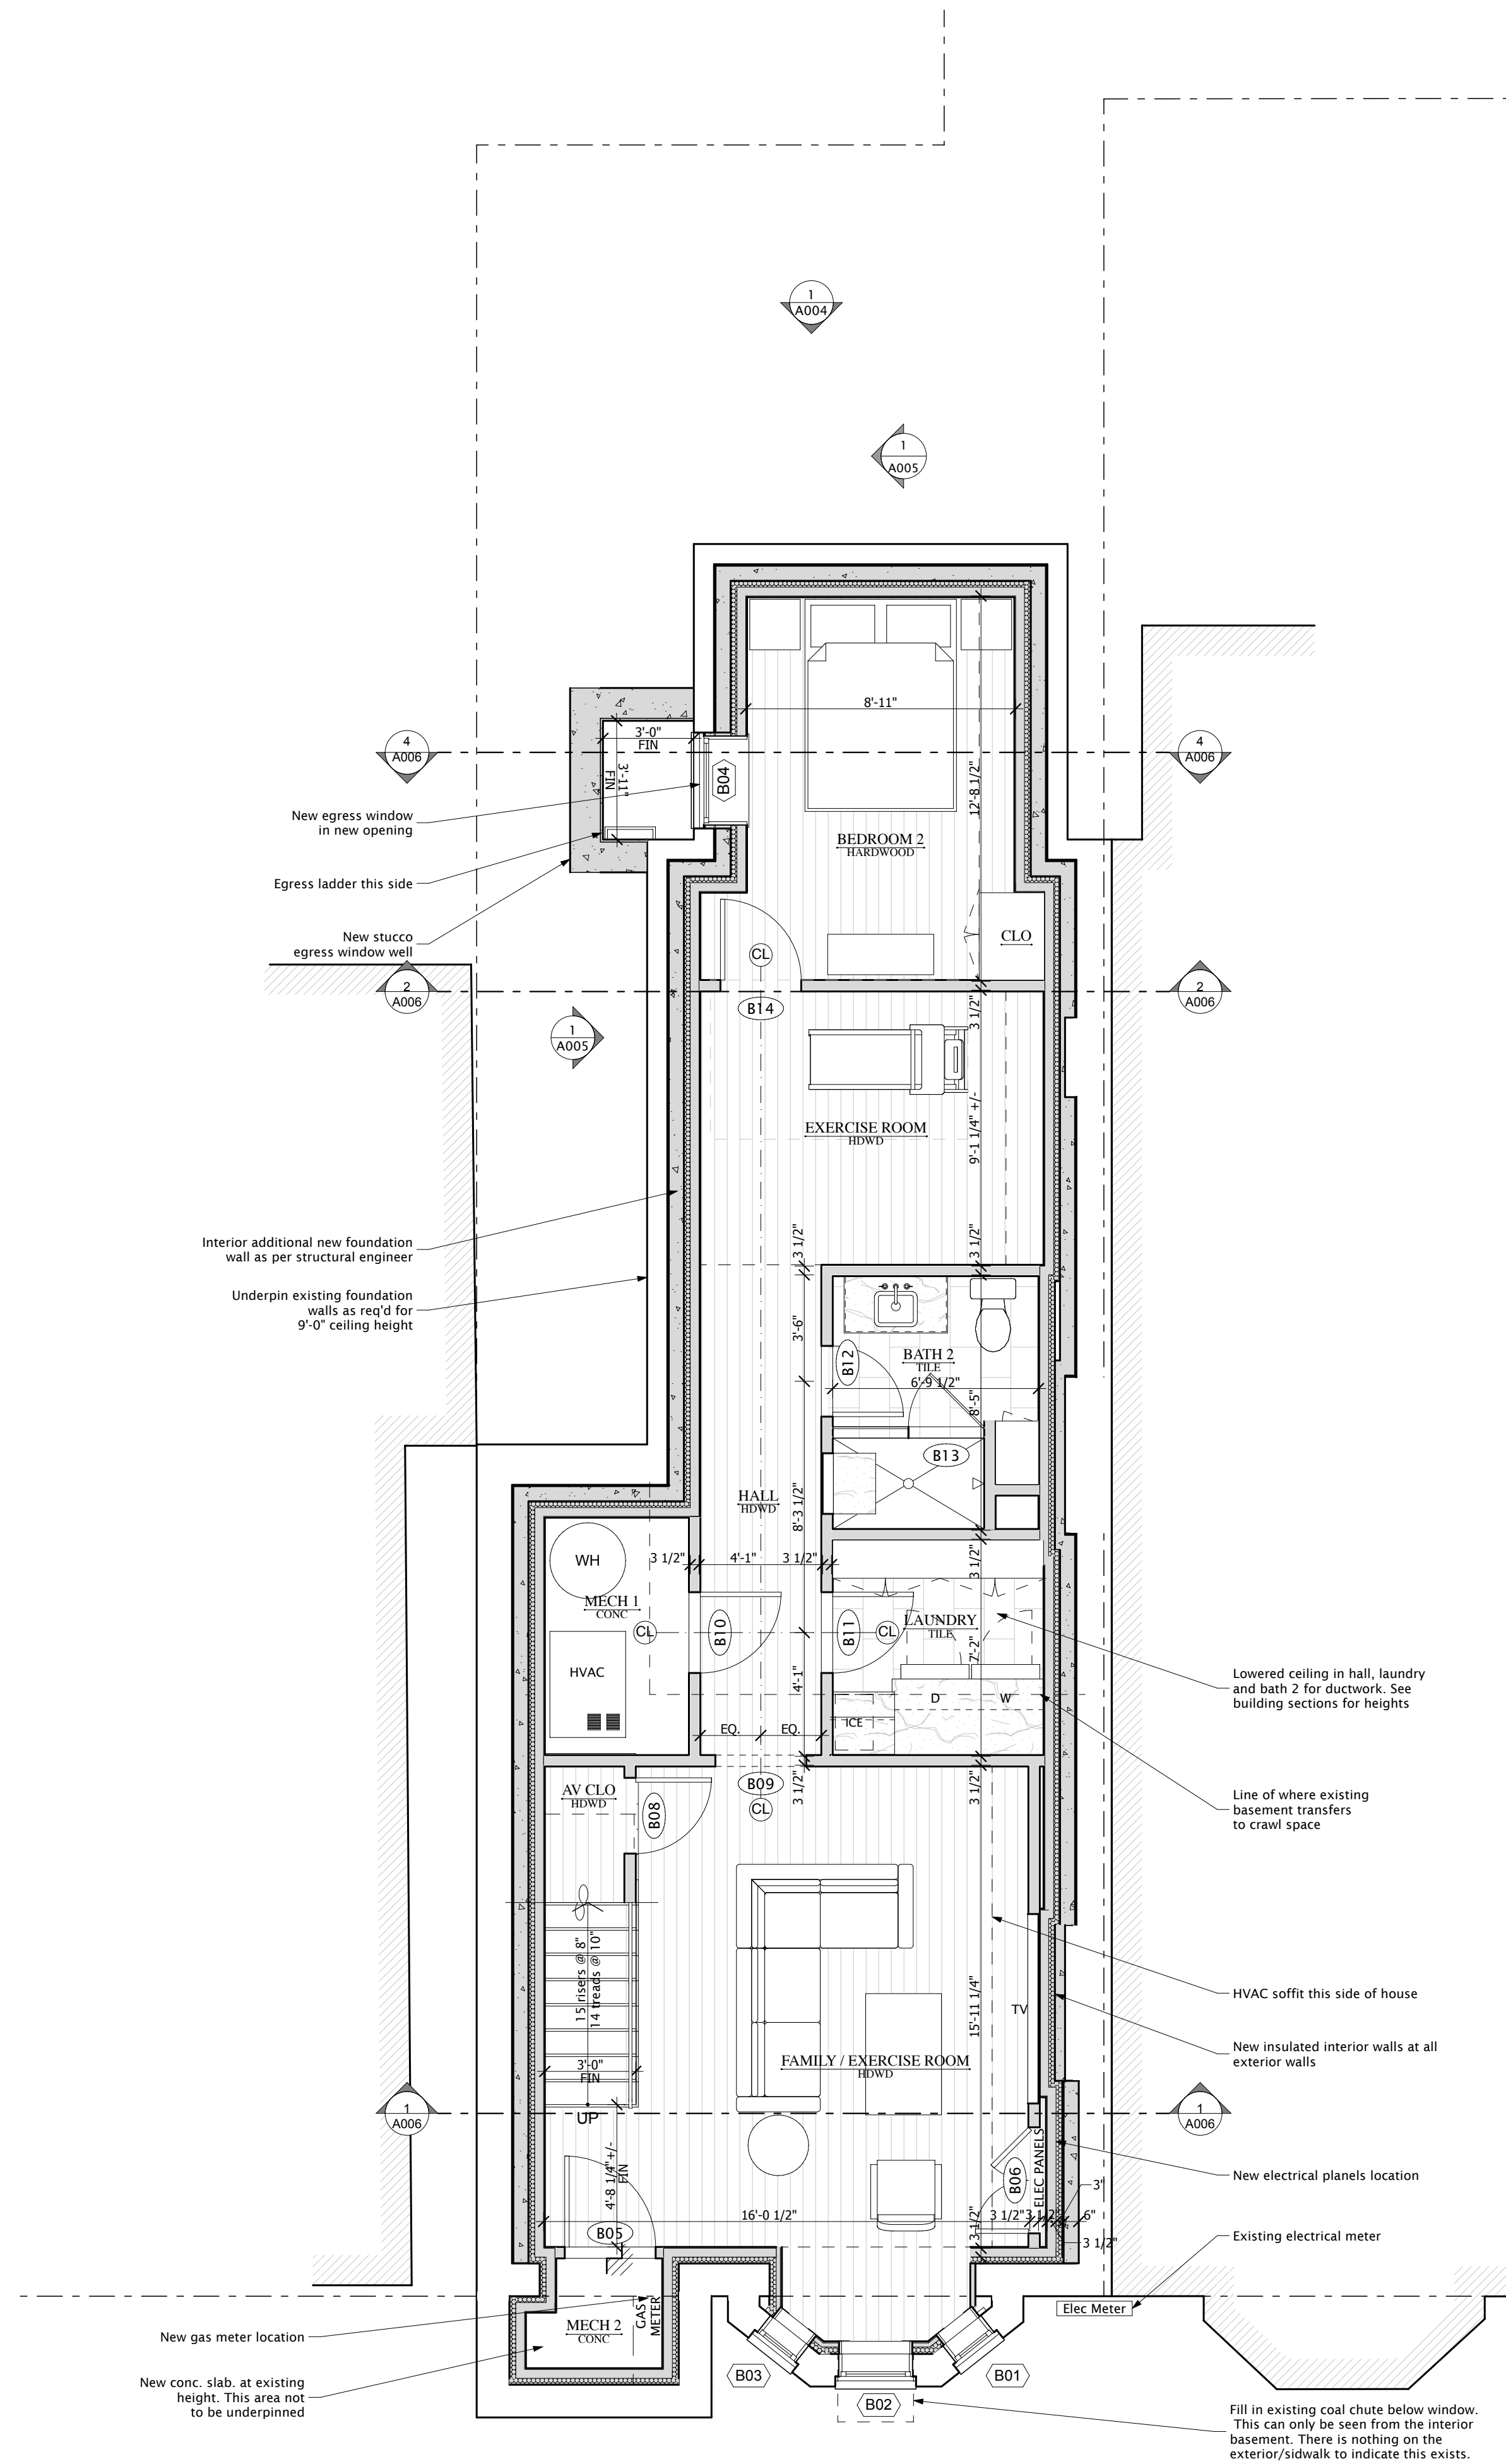 1
A004
1
A005
8'-11"
3'-0"
FIN
3'-11"
FIN
B04
12'-8 1/2"
4
A006
4
A006
New egress window
in new opening
BEDROOM 2
HARDWOOD
Egress ladder this side
New stucco
egress window well
CLO
CL
2
A006
2
A006
B14
3 1/2"
1
A005
EXERCISE ROOM
HDWD
9'-1 1/4" +/-
Interior additional new foundation
wall as per structural engineer
3 1/2"
3 1/2"
Underpin existing foundation
walls as req'd for
9'-0" ceiling height
3'-6"
B12
BATH 2
TILE
6'-9 1/2"
8'-5"
B13
HALL
HDWD
8'-3 1/2"
WH
3 1/2"
4'-1"
3 1/2"
3 1/2"
MECH 1
CONC
CL
B10
B11
CL
LAUNDRY
TILE
7'-2"
HVAC
Lowered ceiling in hall, laundry
and bath 2 for ductwork. See
building sections for heights
4'-1"
D
W
ICE
EQ.
EQ.
AV CLO
HDWD
B08
B09
CL
3 1/2"
3 1/2"
Line of where existing
basement transfers
to crawl space
15 risers @ 8"
14 treads @ 10"
15'-11 1/4"
TV
HVAC soffit this side of house
New insulated interior walls at all
exterior walls
3'-0"
FIN
FAMILY / EXERCISE ROOM
HDWD
1
A006
UP
1
A006
4'-8 1/4"+/-
FIN
B06
ELEC PANELS
New electrical planels location
3"
16'-0 1/2"
3 1/2"
3 1/2"
3 1/2"
6"
3 1/2"
B05
Existing electrical meter
Elec Meter
GAS
METER
MECH 2
CONC
New gas meter location
B03
B01
B02
New conc. slab. at existing
height. This area not
to be underpinned
Fill in existing coal chute below window.
This can only be seen from the interior
basement. There is nothing on the
exterior/sidwalk to indicate this exists.